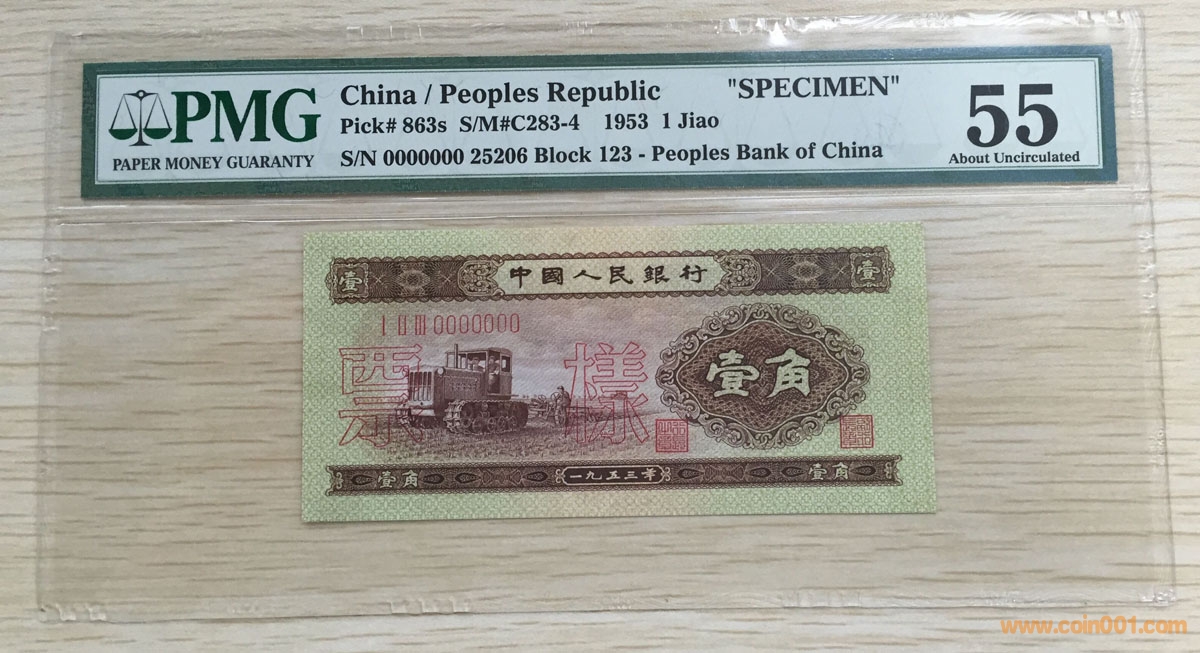 PMG
PAPER MONEY GUARANTY
China / Peoples Republic "SPECIMEN"
Pick# 863s S/M#C283-4 1953 1 Jiao
S/N 0000000 25206 Block 123 - Peoples Bank of China
55
About Uncirculated
壹 中國人民銀行 壹
I II III 0000000
票樣
壹角
壹角 一九五三年 壹角
www.coin001.com